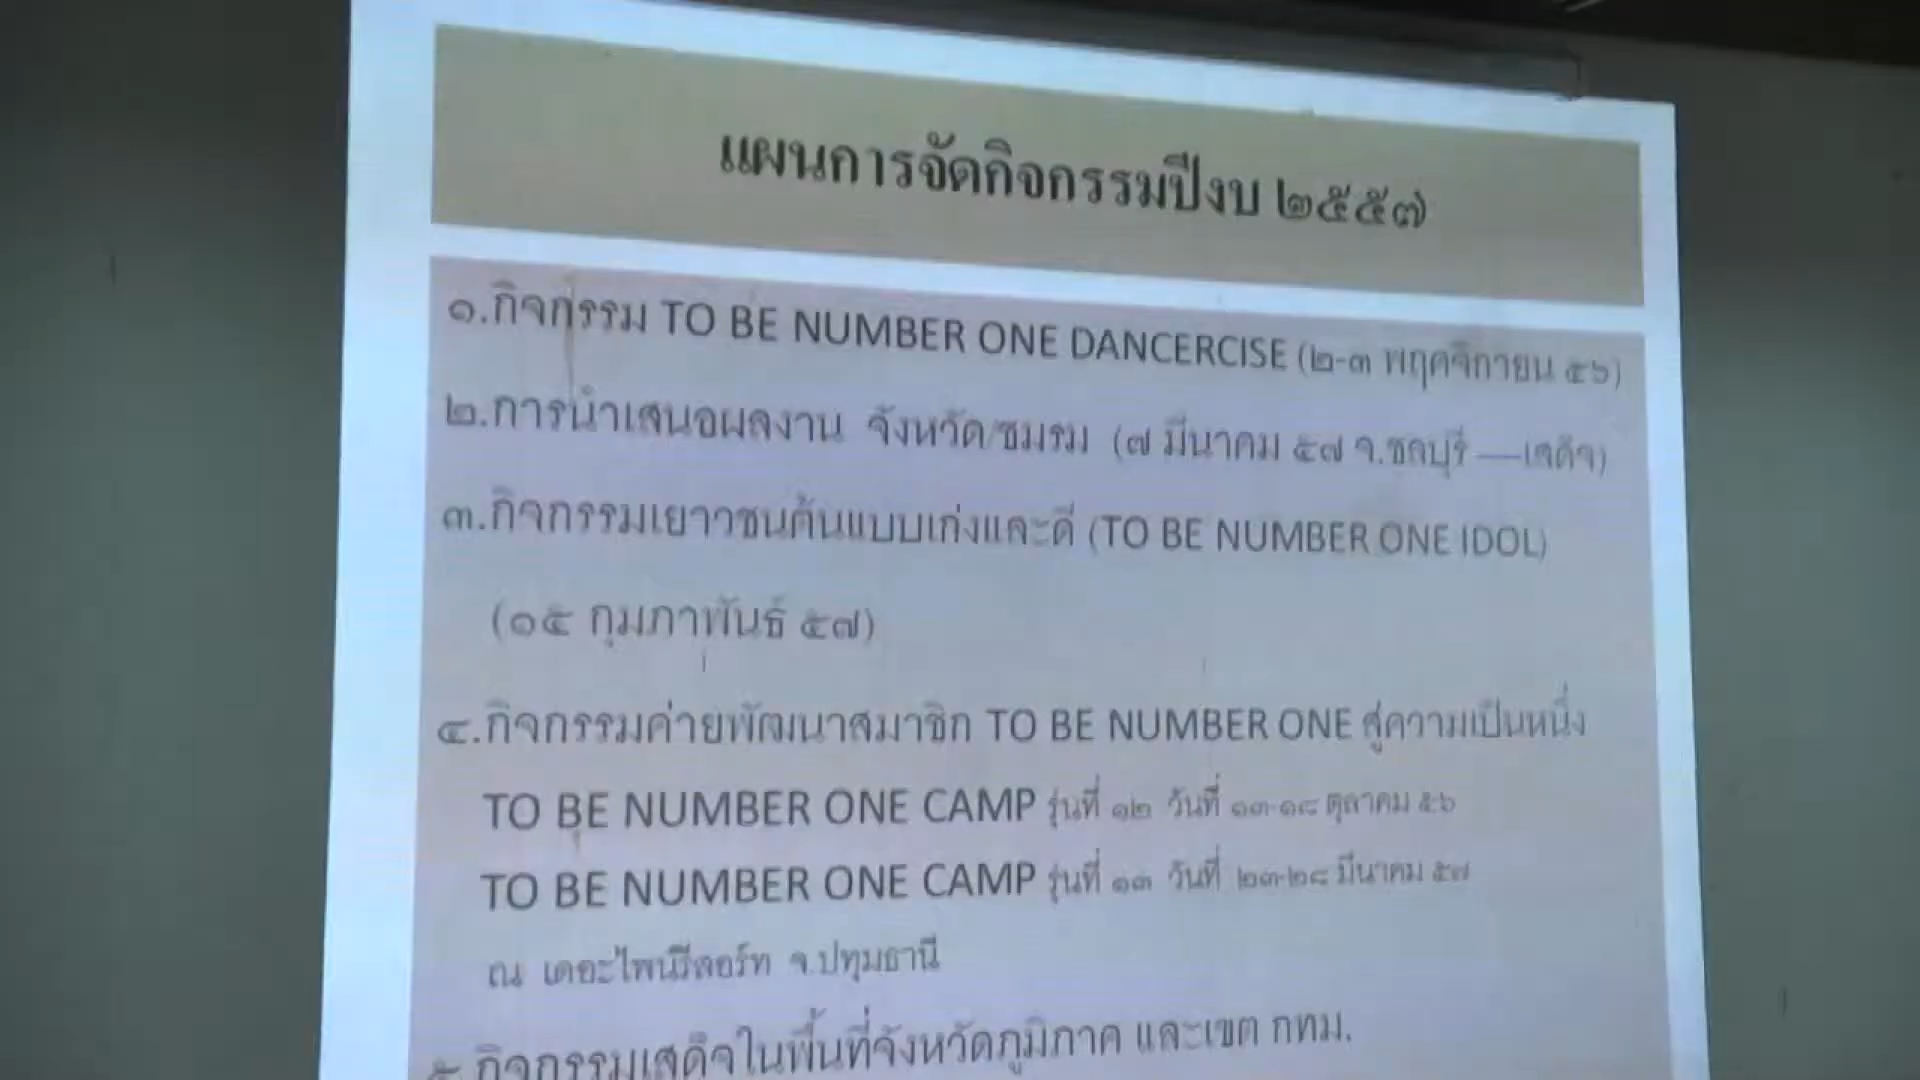 แผนการจัดกิจกรรมปีงบ ๒๕๕๗
๑.กิจกรรม TO BE NUMBER ONE DANCERCISE (๒-๓ พฤศจิกายน ๕๖)
๒.การนำเสนอผลงาน จังหวัด/ชมรม (๗ มีนาคม ๕๗ จ.ชลบุรี —เสด็จ)
๓.กิจกรรมเยาวชนต้นแบบเก่งและดี (TO BE NUMBER ONE IDOL)
(๑๕ กุมภาพันธ์ ๕๗)
๔.กิจกรรมค่ายพัฒนาสมาชิก TO BE NUMBER ONE สู่ความเป็นหนึ่ง
TO BE NUMBER ONE CAMP รุ่นที่ ๑๒ วันที่ ๑๓-๑๘ ตุลาคม ๕๖
TO BE NUMBER ONE CAMP รุ่นที่ ๑๓ วันที่ ๒๓-๒๘ มีนาคม ๕๗
ณ เดอะไพน์รีสอร์ท จ.ปทุมธานี
๕.กิจกรรมเสด็จในพื้นที่จังหวัดภูมิภาค และเขต กทม.